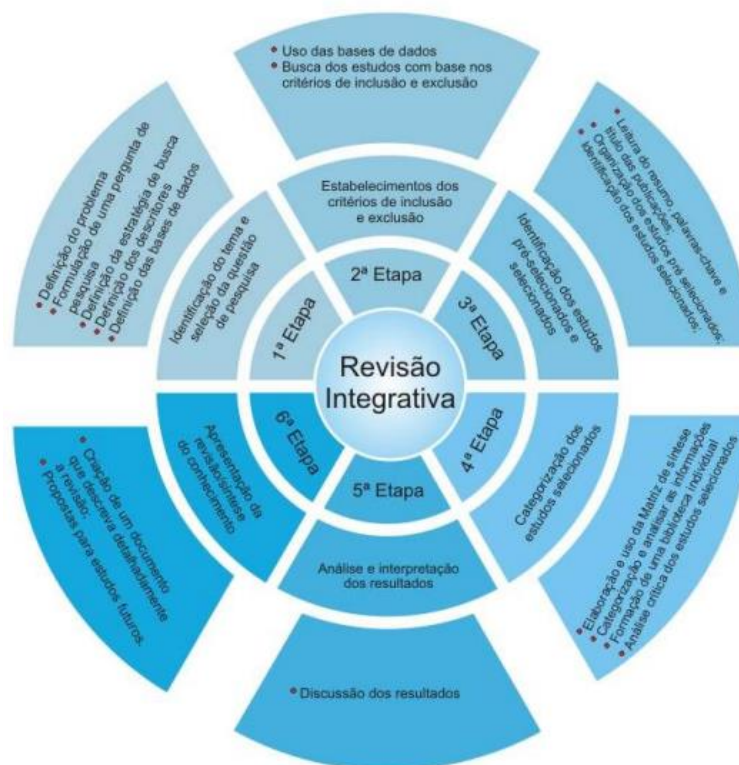 Revisão
Integrativa
1ª Etapa
Identificação do tema e
seleção da questão
de pesquisa
• Definição do problema
• Formulação de uma pergunta de
pesquisa
• Definição da estratégia de busca
• Definição dos descritores
• Definição das bases de dados
2ª Etapa
Estabelecimentos dos
critérios de inclusão
e exclusão
• Uso das bases de dados
• Busca dos estudos com base nos
critérios de inclusão e exclusão
3ª Etapa
Identificação dos estudos
pré-selecionados e
selecionados
• Leitura do resumo, palavras-chave e
título das publicações;
• Organização dos estudos pré selecionados;
• Identificação dos estudos selecionados;
4ª Etapa
Categorização dos
estudos selecionados
• Elaboração e uso da Matriz de síntese
• Categorização e analisar as informações
• Formação de uma biblioteca individual
• Análise crítica dos estudos selecionados
5ª Etapa
Análise e interpretação
dos resultados
• Discussão dos resultados
6ª Etapa
Apresentação da
revisão/síntese
do conhecimento
• Criação de um documento
que descreva detalhadamente
a revisão;
• Propostas para estudos futuros.